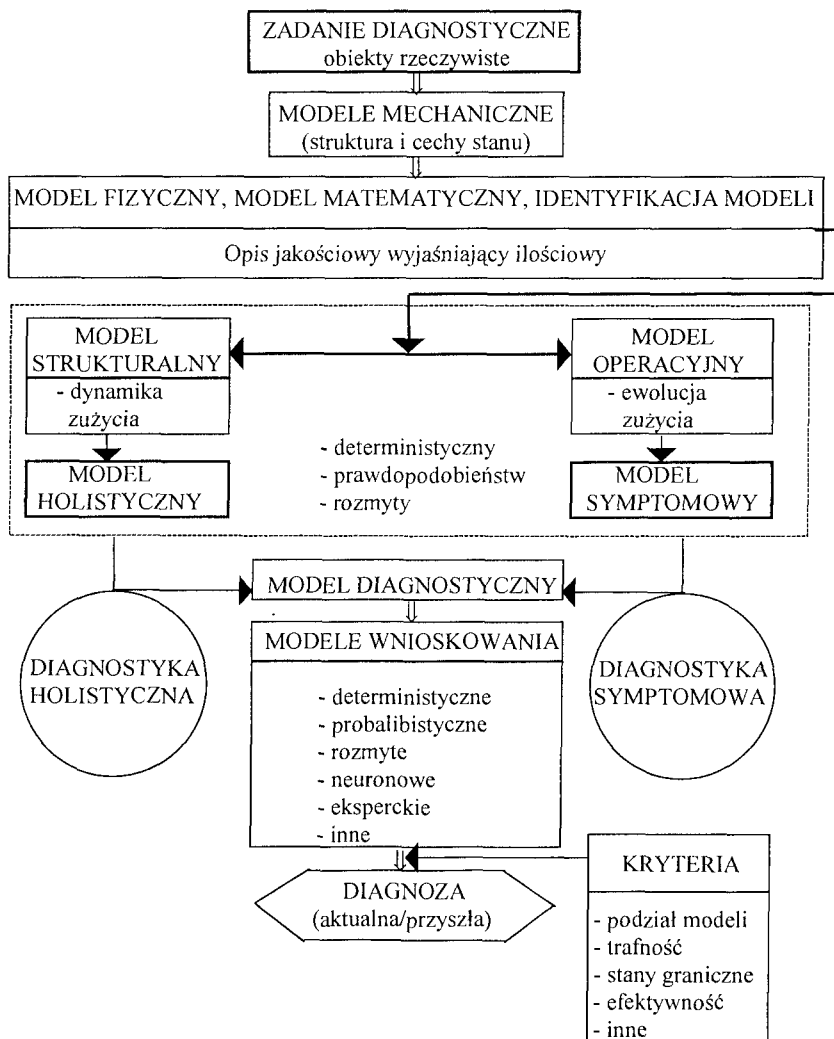 ZADANIE DIAGNOSTYCZNE
obiekty rzeczywiste
MODELE MECHANICZNE
(struktura i cechy stanu)
MODEL FIZYCZNY, MODEL MATEMATYCZNY, IDENTYFIKACJA MODELI
Opis jakościowy wyjaśniający ilościowy
MODEL
STRUKTURALNY
- dynamika
zużycia
MODEL
HOLISTYCZNY
- deterministyczny
- prawdopodobieństw
- rozmyty
MODEL
OPERACYJNY
- ewolucja
zużycia
MODEL
SYMPTOMOWY
MODEL DIAGNOSTYCZNY
DIAGNOSTYKA
HOLISTYCZNA
MODELE WNIOSKOWANIA
- deterministyczne
- probalibistyczne
- rozmyte
- neuronowe
- eksperckie
- inne
DIAGNOSTYKA
SYMPTOMOWA
DIAGNOZA
(aktualna/przyszła)
KRYTERIA
- podział modeli
- trafność
- stany graniczne
- efektywność
- inne